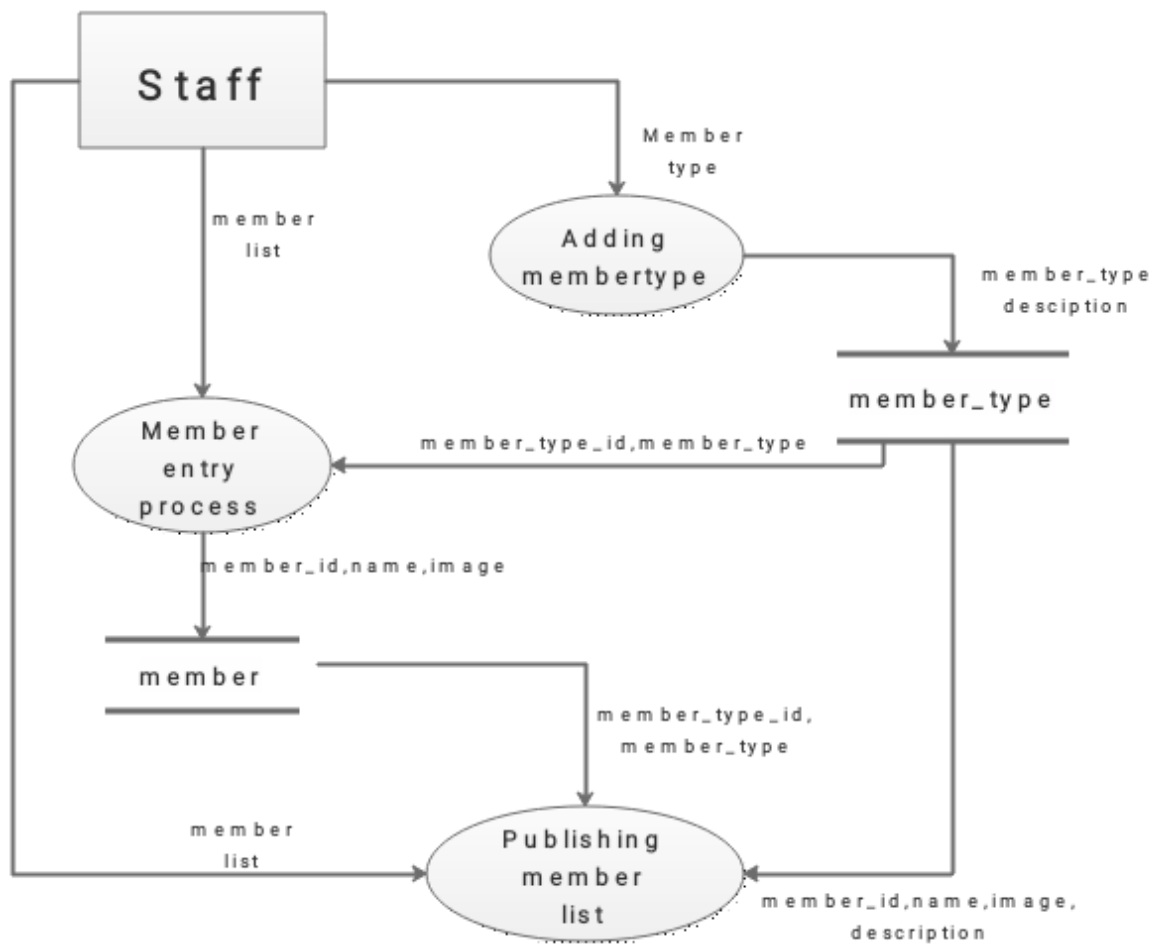 Staff
Member
type
member
list
Adding
membertype
member_type
desciption
member_type
Member
entry
process
member_type_id,member_type
member_id,name,image
member
member_type_id,
member_type
member
list
Publishing
member
list
member_id,name,image,
description